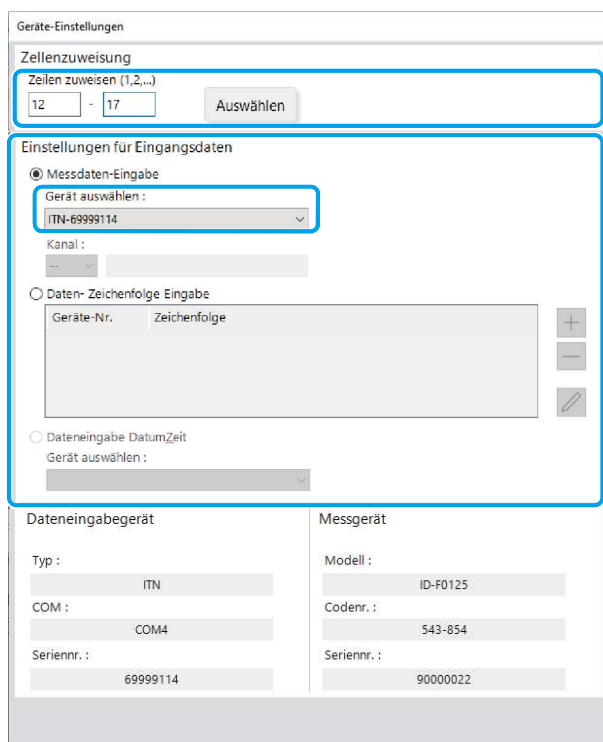 Geräte-Einstellungen
Zellenzuweisung
Zeilen zuweisen (1,2,...)
12 - 17 Auswählen
Einstellungen für Eingangsdaten
Messdaten-Eingabe
Gerät auswählen :
ITN-69999114
Kanal :
--
Daten- Zeichenfolge Eingabe
Geräte-Nr. Zeichenfolge
Dateneingabe DatumZeit
Gerät auswählen :
Dateneingabegerät
Typ :
ITN
COM :
COM4
Seriennr. :
69999114
Messgerät
Modell :
ID-F0125
Codenr. :
543-854
Seriennr. :
90000022